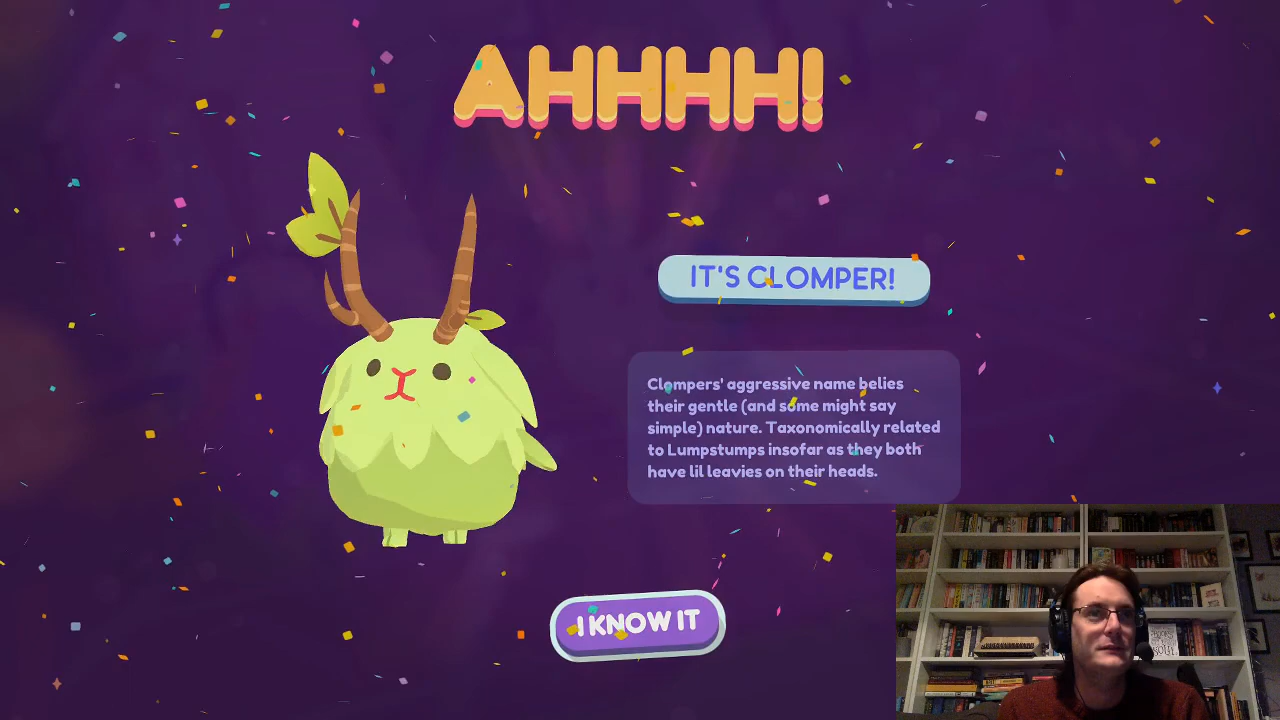 AHHHH!
IT'S CLOMPER!
Clompers' aggressive name belies
their gentle (and some might say
simple) nature. Taxonomically related
to Lumpstumps insofar as they both
have lil leavies on their heads.
I KNOW IT